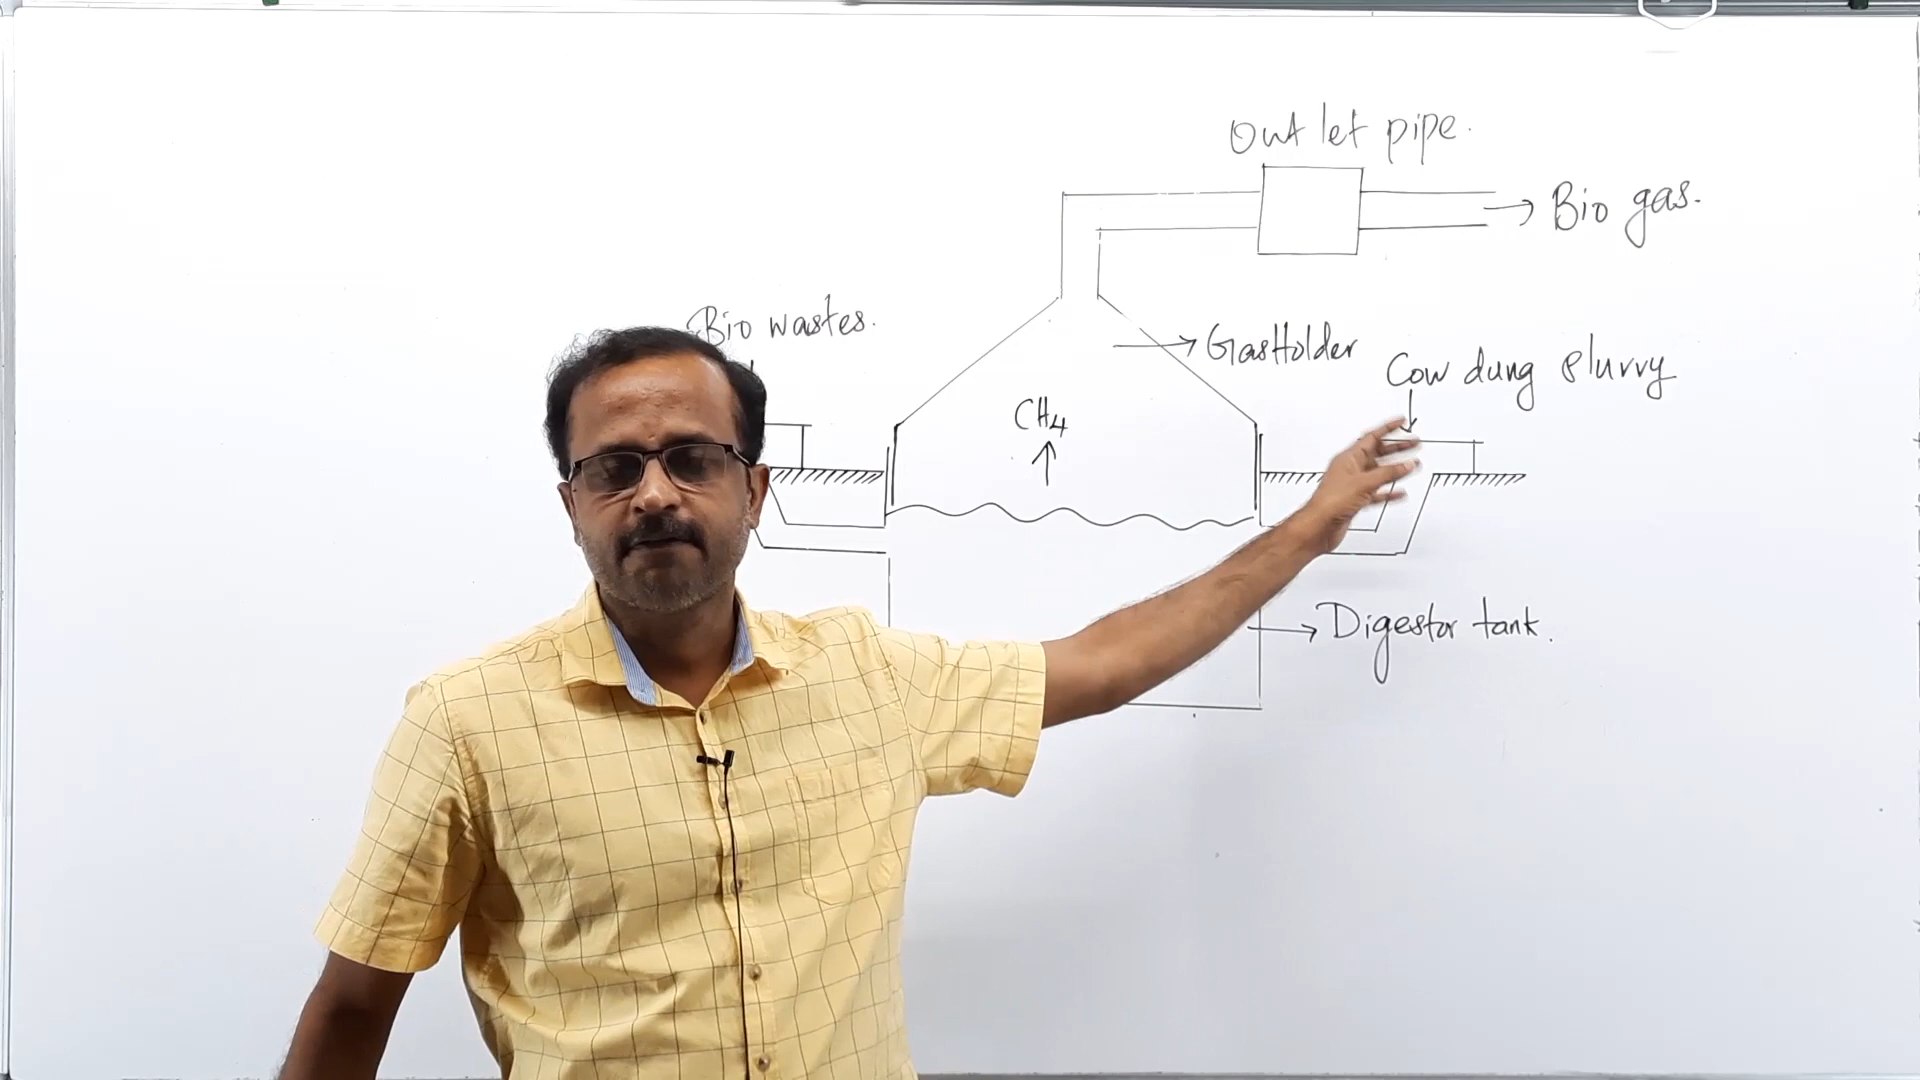 Out let pipe.
Bio gas.
Bio wastes.
Gas Holder
Cow dung slurry
CH4
Digestor tank.